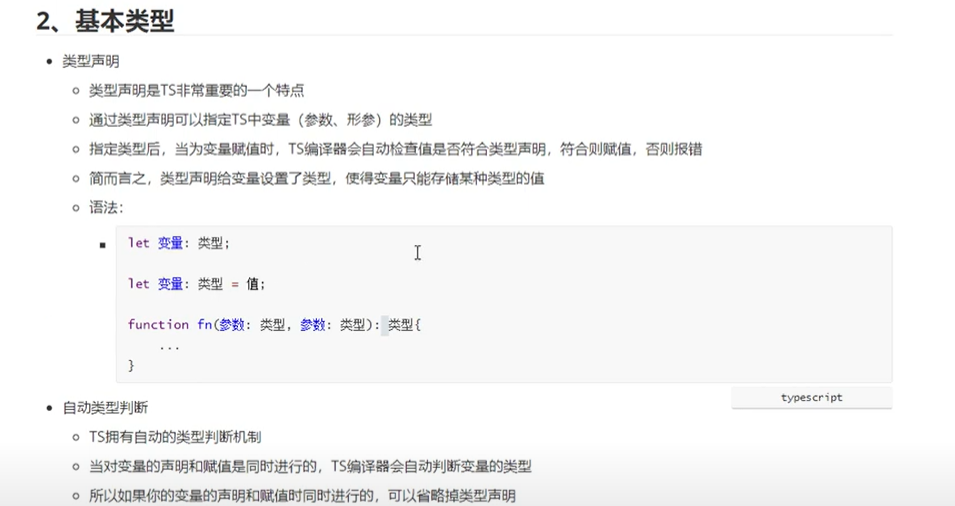 2、基本类型
类型声明
类型声明是TS非常重要的一个特点
通过类型声明可以指定TS中变量（参数、形参）的类型
指定类型后，当为变量赋值时，TS编译器会自动检查值是否符合类型声明，符合则赋值，否则报错
简而言之，类型声明给变量设置了类型，使得变量只能存储某种类型的值
语法：
let 变量: 类型;
let 变量: 类型 = 值;
function fn(参数: 类型, 参数: 类型): 类型{
...
}
typescript
自动类型判断
TS拥有自动的类型判断机制
当对变量的声明和赋值是同时进行的，TS编译器会自动判断变量的类型
所以如果你的变量的声明和赋值时同时进行的，可以省略掉类型声明